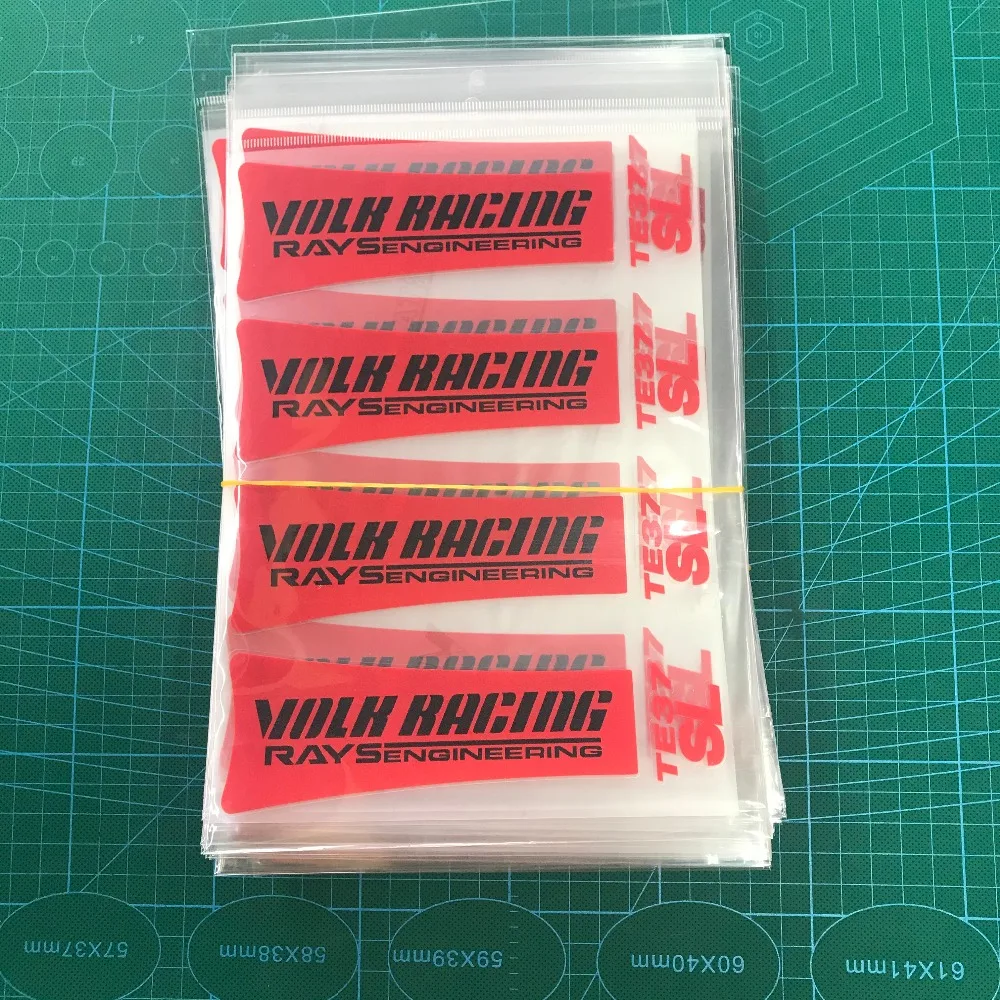 VOLK RACING
RAYS ENGINEERING
TE37
SL
VOLK RACING
RAYS ENGINEERING
TE37
SL
VOLK RACING
RAYS ENGINEERING
TE37
SL
VOLK RACING
RAYS ENGINEERING
TE37
SL
57X37mm
58X38mm
59X39mm
60X40mm
61X41mm